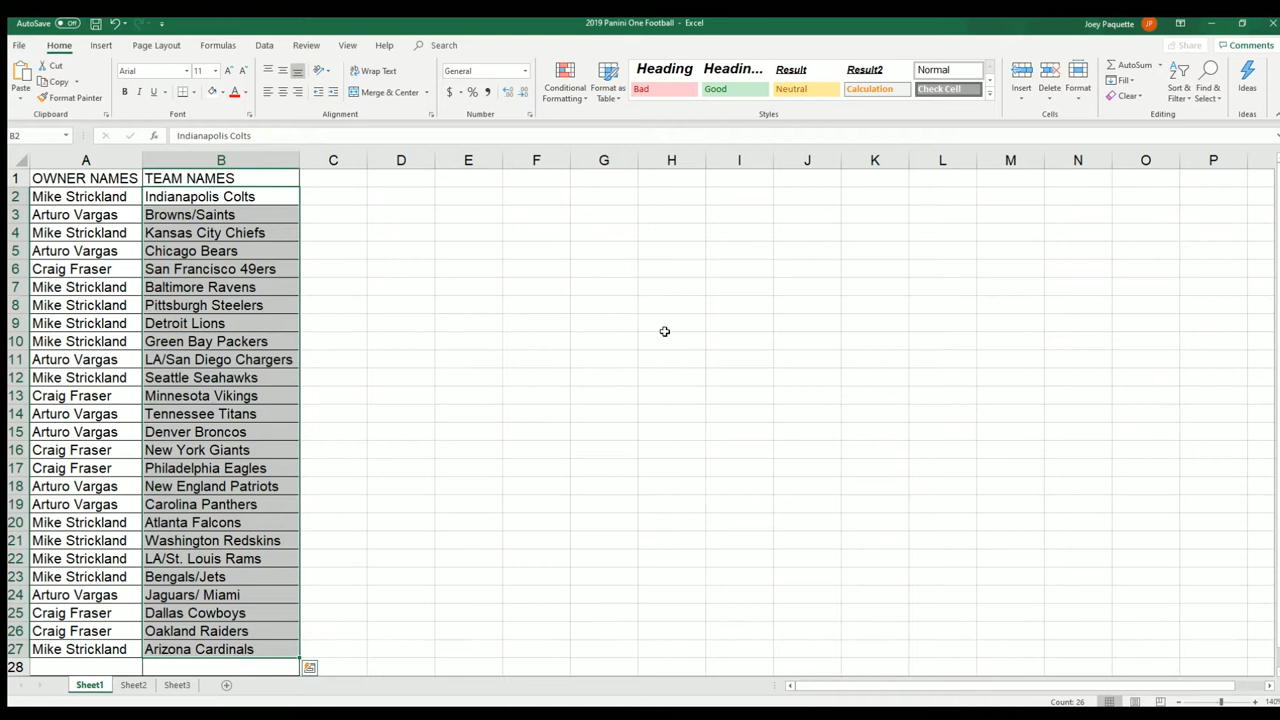 AutoSave Off 2019 Panini One Football - Excel Joey Paquette JP
File Home Insert Page Layout Formulas Data Review View Help Search Share Comments
Paste Cut Copy Format Painter Clipboard
Arial 11 A A B I U A Font
Wrap Text Merge & Center Alignment
General $ % , Number
Conditional Formatting Format as Table
Heading Headin... Result Result2 Normal
Bad Good Neutral Calculation Check Cell
Styles
Insert Delete Format Cells
AutoSum Fill Clear Sort & Filter Find & Select Editing
Ideas Ideas
B2 fx Indianapolis Colts
A B C D E F G H I J K L M N O P
1 OWNER NAMES TEAM NAMES
2 Mike Strickland Indianapolis Colts
3 Arturo Vargas Browns/Saints
4 Mike Strickland Kansas City Chiefs
5 Arturo Vargas Chicago Bears
6 Craig Fraser San Francisco 49ers
7 Mike Strickland Baltimore Ravens
8 Mike Strickland Pittsburgh Steelers
9 Mike Strickland Detroit Lions
10 Mike Strickland Green Bay Packers
11 Arturo Vargas LA/San Diego Chargers
12 Mike Strickland Seattle Seahawks
13 Craig Fraser Minnesota Vikings
14 Arturo Vargas Tennessee Titans
15 Arturo Vargas Denver Broncos
16 Craig Fraser New York Giants
17 Craig Fraser Philadelphia Eagles
18 Arturo Vargas New England Patriots
19 Arturo Vargas Carolina Panthers
20 Mike Strickland Atlanta Falcons
21 Mike Strickland Washington Redskins
22 Mike Strickland LA/St. Louis Rams
23 Mike Strickland Bengals/Jets
24 Arturo Vargas Jaguars/ Miami
25 Craig Fraser Dallas Cowboys
26 Craig Fraser Oakland Raiders
27 Mike Strickland Arizona Cardinals
28
Sheet1 Sheet2 Sheet3
Count: 26